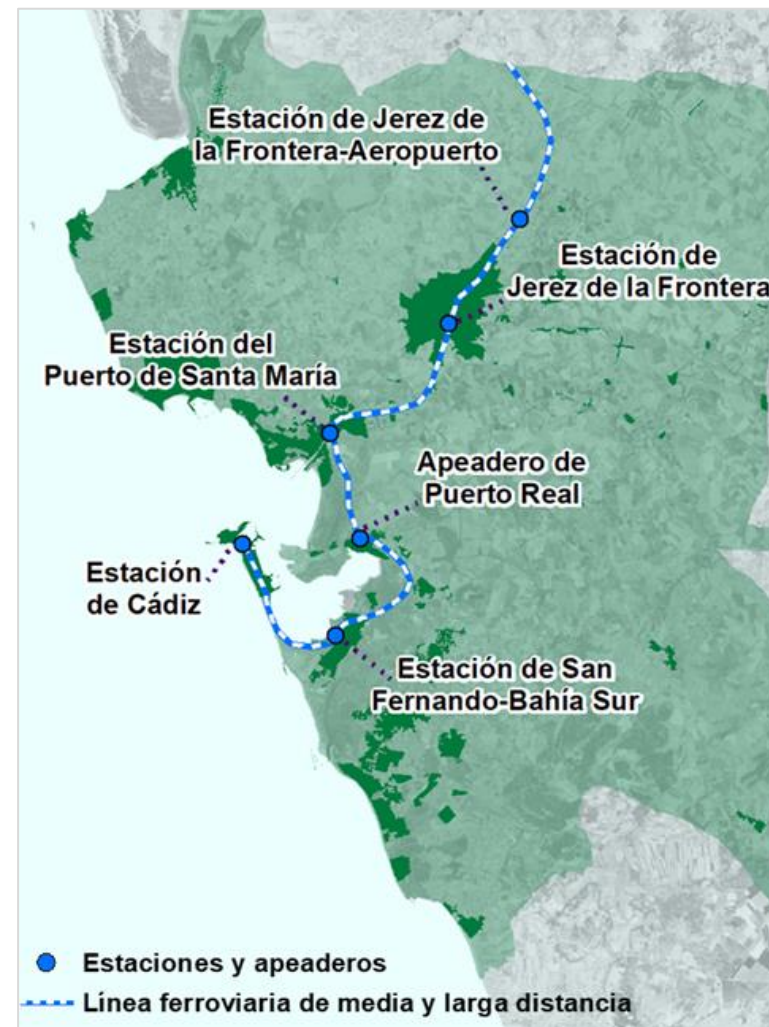 Estación de Jerez de
la Frontera-Aeropuerto
Estación de
Jerez de la Frontera
Estación del
Puerto de Santa María
Apeadero de
Puerto Real
Estación
de Cádiz
Estación de San
Fernando-Bahía Sur
Estaciones y apeaderos
Línea ferroviaria de media y larga distancia